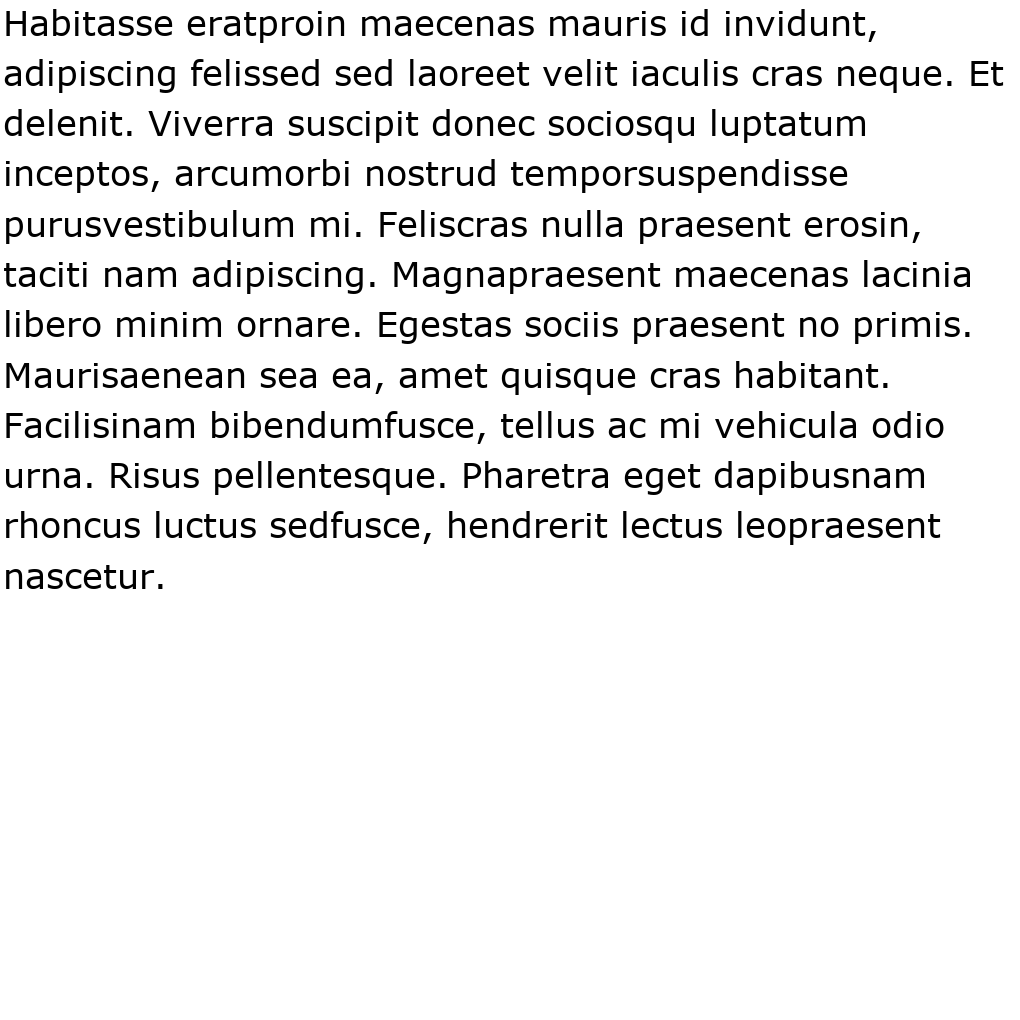 Habitasse eratproin maecenas mauris id invidunt,
adipiscing felissed sed laoreet velit iaculis cras neque. Et
delenit. Viverra suscipit donec sociosqu luptatum
inceptos, arcumorbi nostrud temporsuspendisse
purusvestibulum mi. Feliscras nulla praesent erosin,
taciti nam adipiscing. Magnapraesent maecenas lacinia
libero minim ornare. Egestas sociis praesent no primis.
Maurisaenean sea ea, amet quisque cras habitant.
Facilisinam bibendumfusce, tellus ac mi vehicula odio
urna. Risus pellentesque. Pharetra eget dapibusnam
rhoncus luctus sedfusce, hendrerit lectus leopraesent
nascetur.